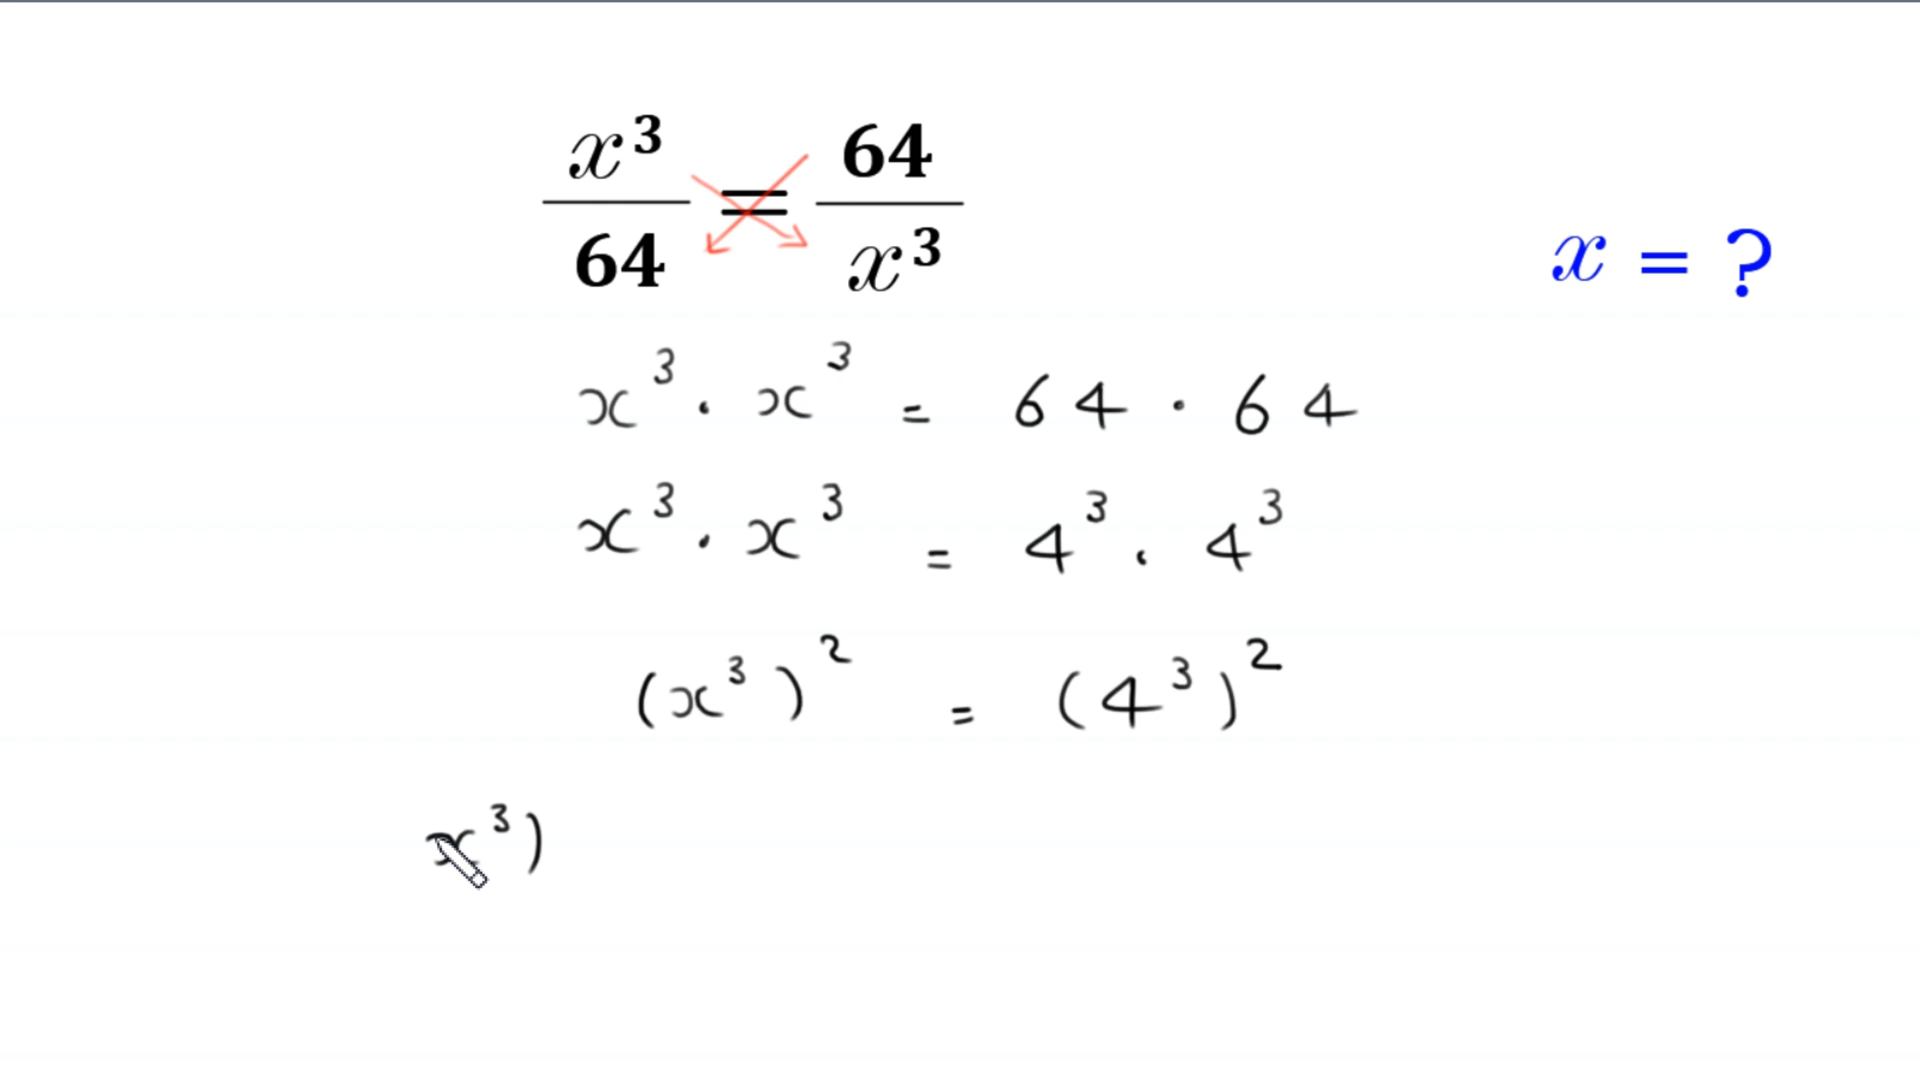 x³/64 = 64/x³
x = ?
x³ · x³ = 64 · 64
x³ · x³ = 4³ · 4³
(x³)² = (4³)²
x³)